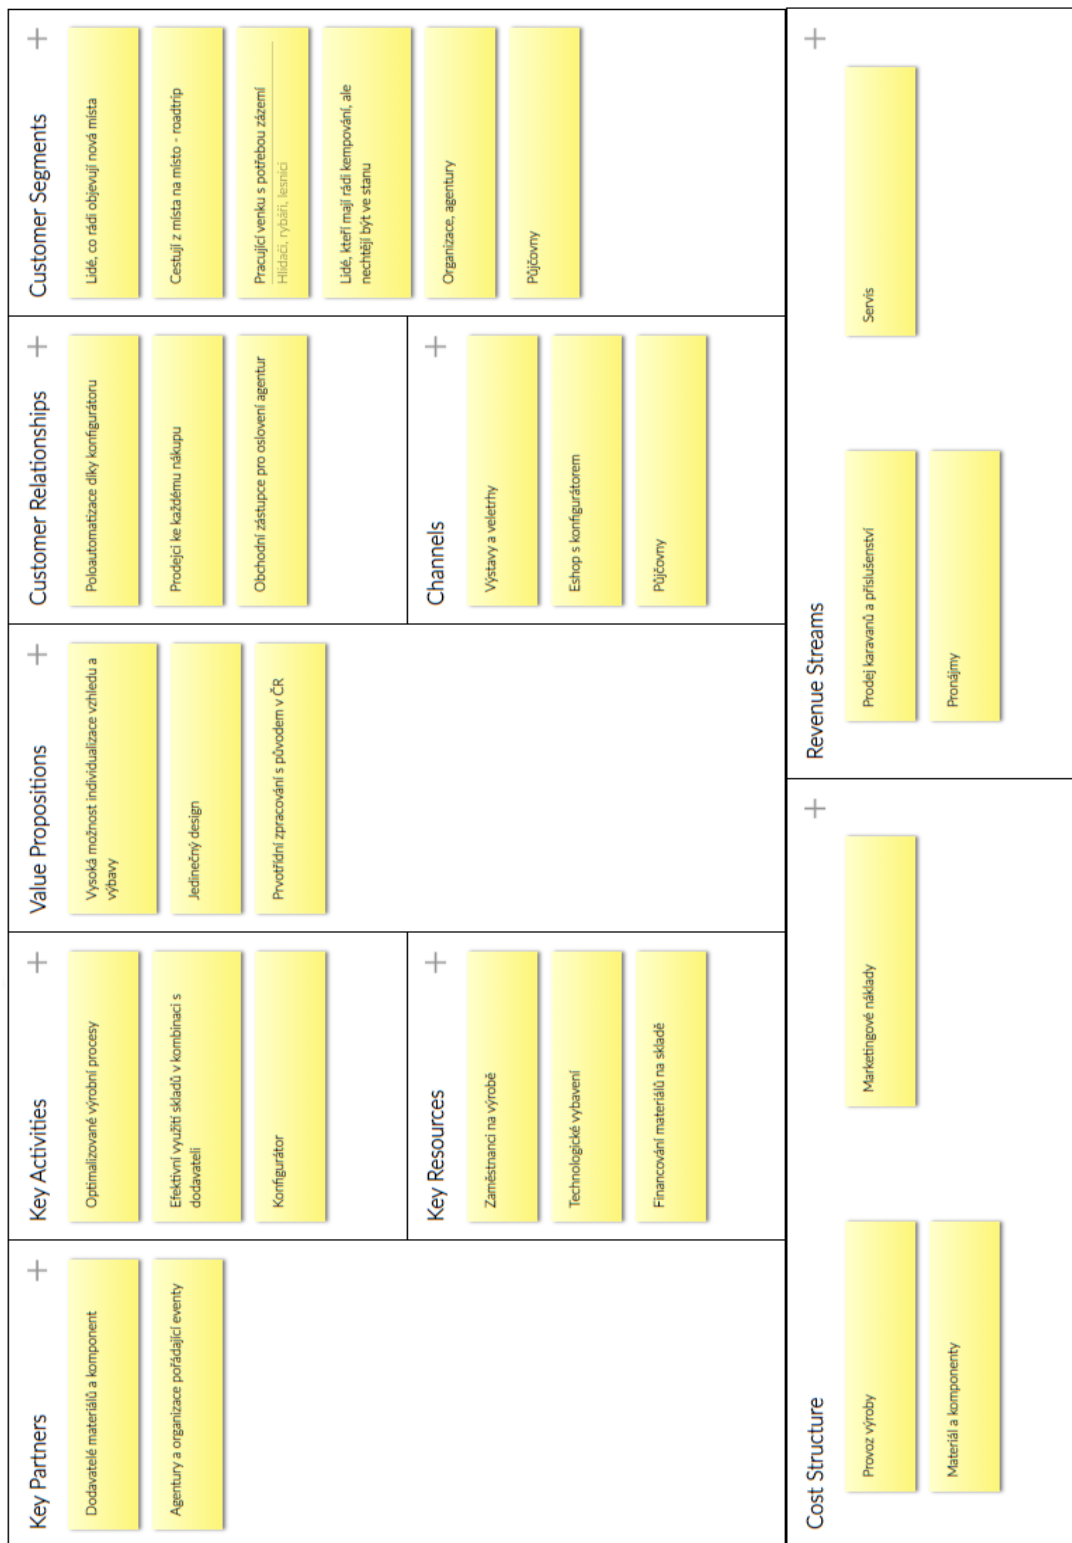 Key Partners
Dodavatelé materiálů a komponent
Agentury a organizace pořádající eventy
Key Activities
Optimalizované výrobní procesy
Efektivní využití skladů v kombinaci s
dodavateli
Konfigurátor
Key Resources
Zaměstnanci na výrobě
Technologické vybavení
Financování materiálů na skladě
Value Propositions
Vysoká možnost individualizace vzhledu a
výbavy
Jedinečný design
Prvotřídní zpracování s původem v ČR
Customer Relationships
Poloautomatizace díky konfigurátoru
Prodejci ke každému nákupu
Obchodní zástupce pro oslovení agentur
Channels
Výstavy a veletrhy
Eshop s konfigurátorem
Půjčovny
Customer Segments
Lidé, co rádi objevují nová místa
Cestují z místa na místo - roadtrip
Pracující venku s potřebou zázemí
Hlídači, rybáři, lesníci
Lidé, kteří mají rádi kempování, ale
nechtějí být ve stanu
Organizace, agentury
Půjčovny
Cost Structure
Provoz výroby
Materiál a komponenty
Marketingové náklady
Revenue Streams
Prodej karavanů a příslušenství
Pronájmy
Servis